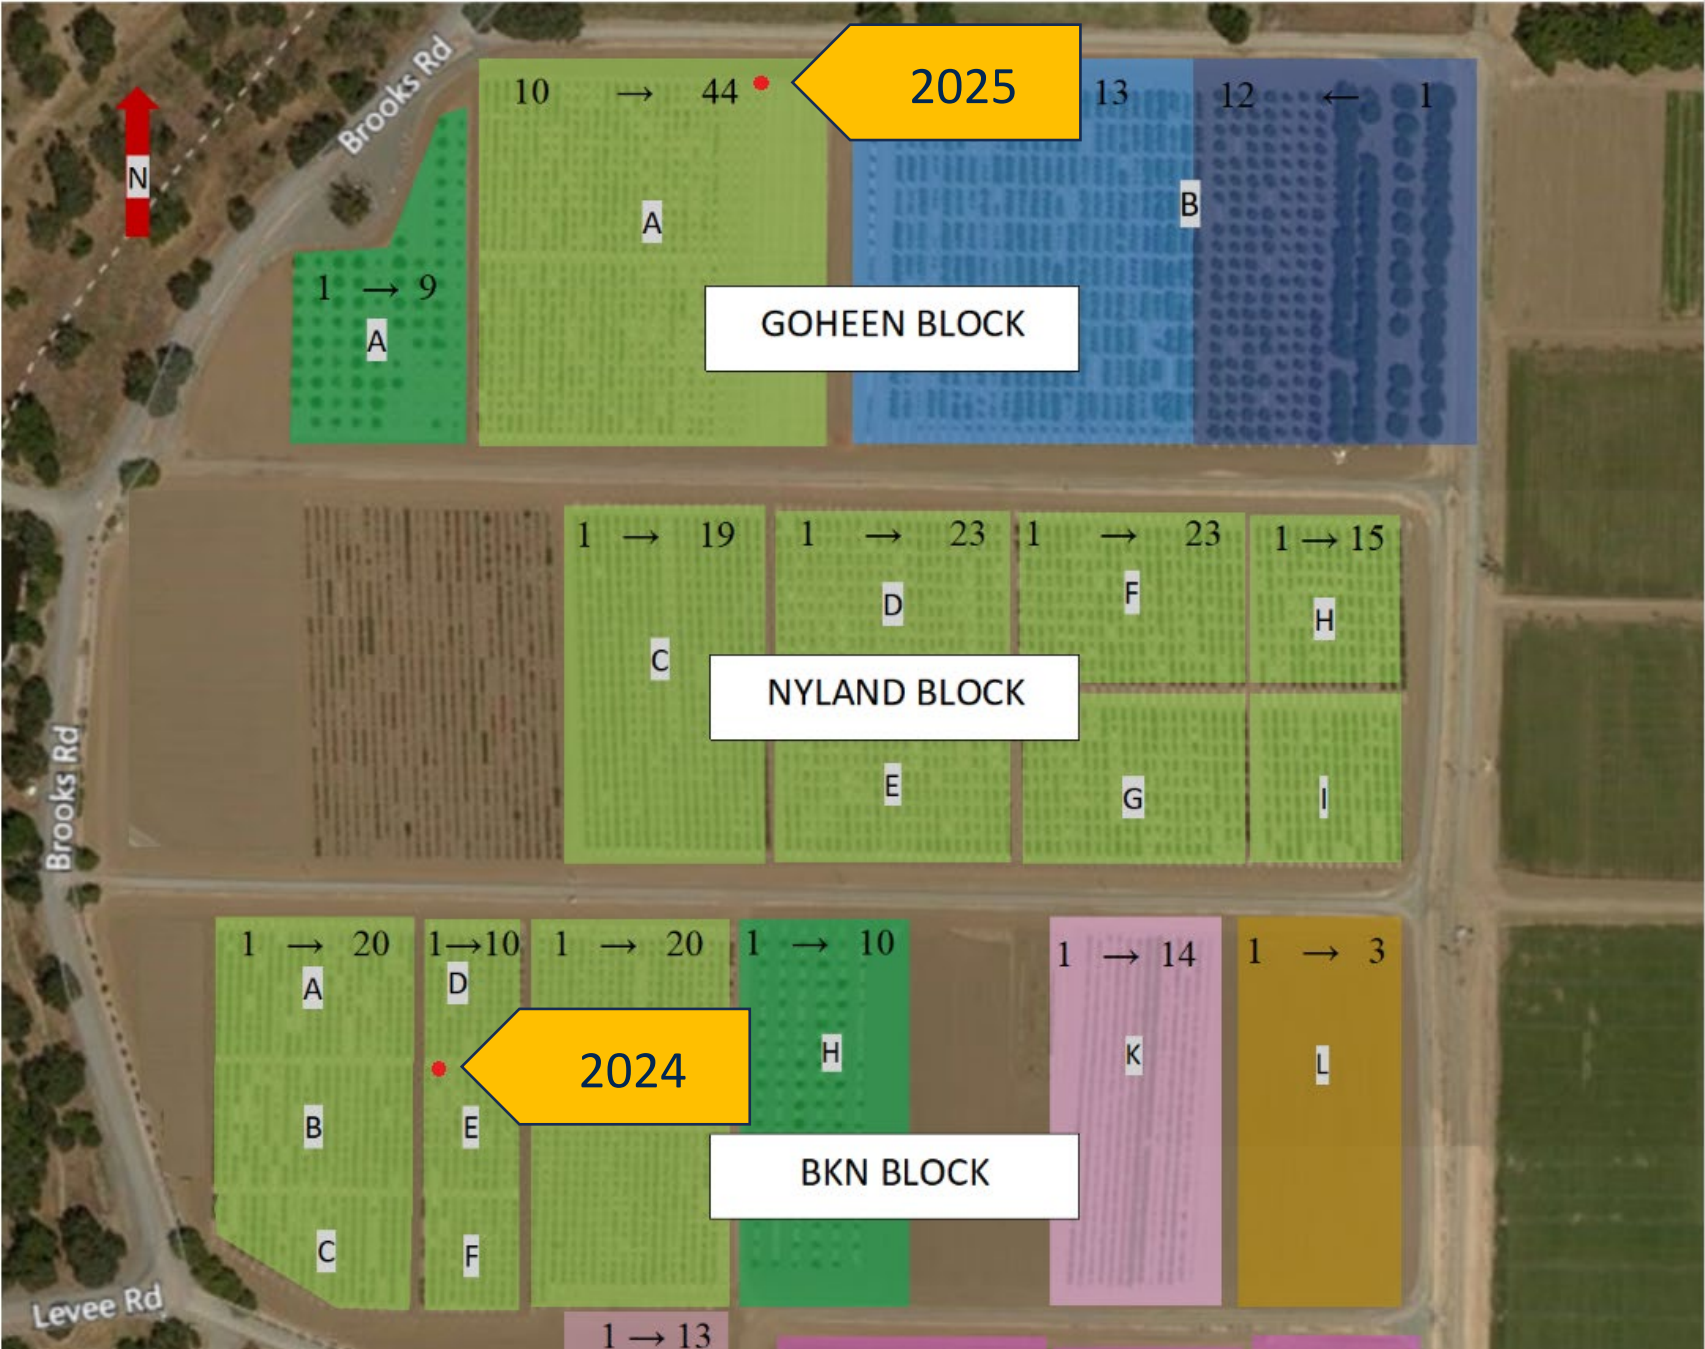 Brooks Rd
N
10 → 44
2025
13
12 ← 1
A
B
1 → 9
A
GOHEEN BLOCK
1 → 19
1 → 23
1 → 23
1 → 15
D
F
H
C
NYLAND BLOCK
E
G
I
Brooks Rd
1 → 20
1→10
1 → 20
1 → 10
1 → 14
1 → 3
A
D
H
K
L
2024
B
E
BKN BLOCK
C
F
Levee Rd
1 → 13